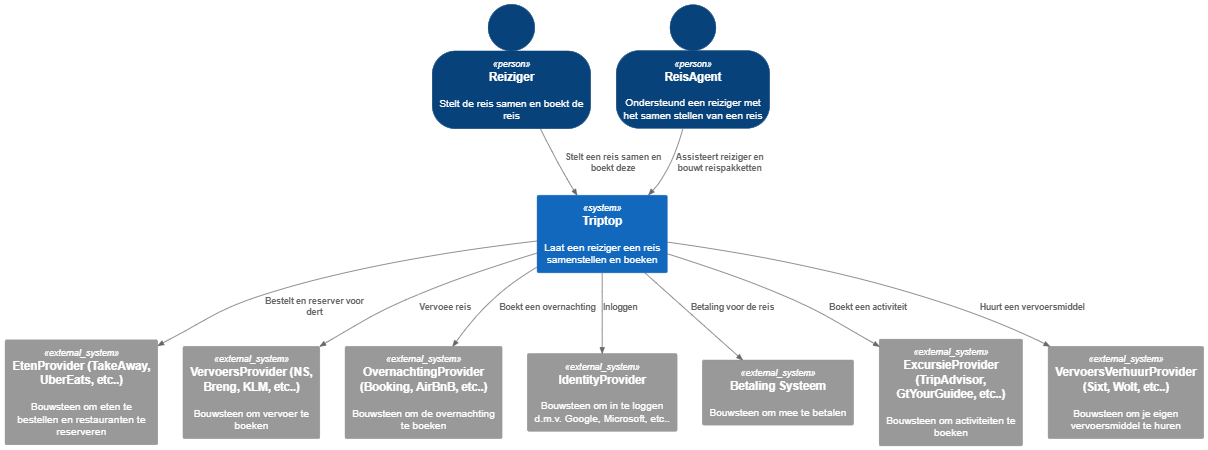 «person»
Reiziger
Stelt de reis samen en boekt de
reis
«person»
ReisAgent
Ondersteund een reiziger met
het samen stellen van een reis
Stelt een reis samen en
boekt deze
Assisteert reiziger en
bouwt reispakketten
«system»
Triptop
Laat een reiziger een reis
samenstellen en boeken
Bestelt en reserver voor
dert
Vervoee reis
Boekt een overnachting
Inloggen
Betaling voor de reis
Boekt een activiteit
Huurt een vervoersmiddel
«external_system»
EtenProvider (TakeAway,
UberEats, etc..)
Bouwsteen om eten te
bestellen en restauranten te
reserveren
«external_system»
VervoersProvider (NS,
Breng, KLM, etc..)
Bouwsteen om vervoer te
boeken
«external_system»
OvernachtingProvider
(Booking, AirBnB, etc..)
Bouwsteen om de overnachting
te boeken
«external_system»
IdentityProvider
Bouwsteen om in te loggen
d.m.v. Google, Microsoft, etc..
«external_system»
Betaling Systeem
Bouwsteen om mee te betalen
«external_system»
ExcursieProvider
(TripAdvisor,
GtYourGuidee, etc..)
Bouwsteen om activiteiten te
boeken
«external_system»
VervoersVerhuurProvider
(Sixt, Wolt, etc..)
Bouwsteen om je eigen
vervoersmiddel te huren